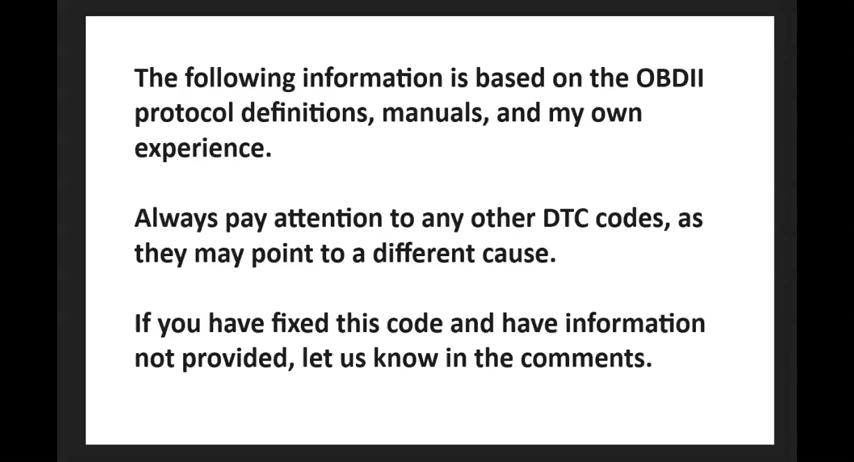 The following information is based on the OBDII
protocol definitions, manuals, and my own
experience.
Always pay attention to any other DTC codes, as
they may point to a different cause.
If you have fixed this code and have information
not provided, let us know in the comments.